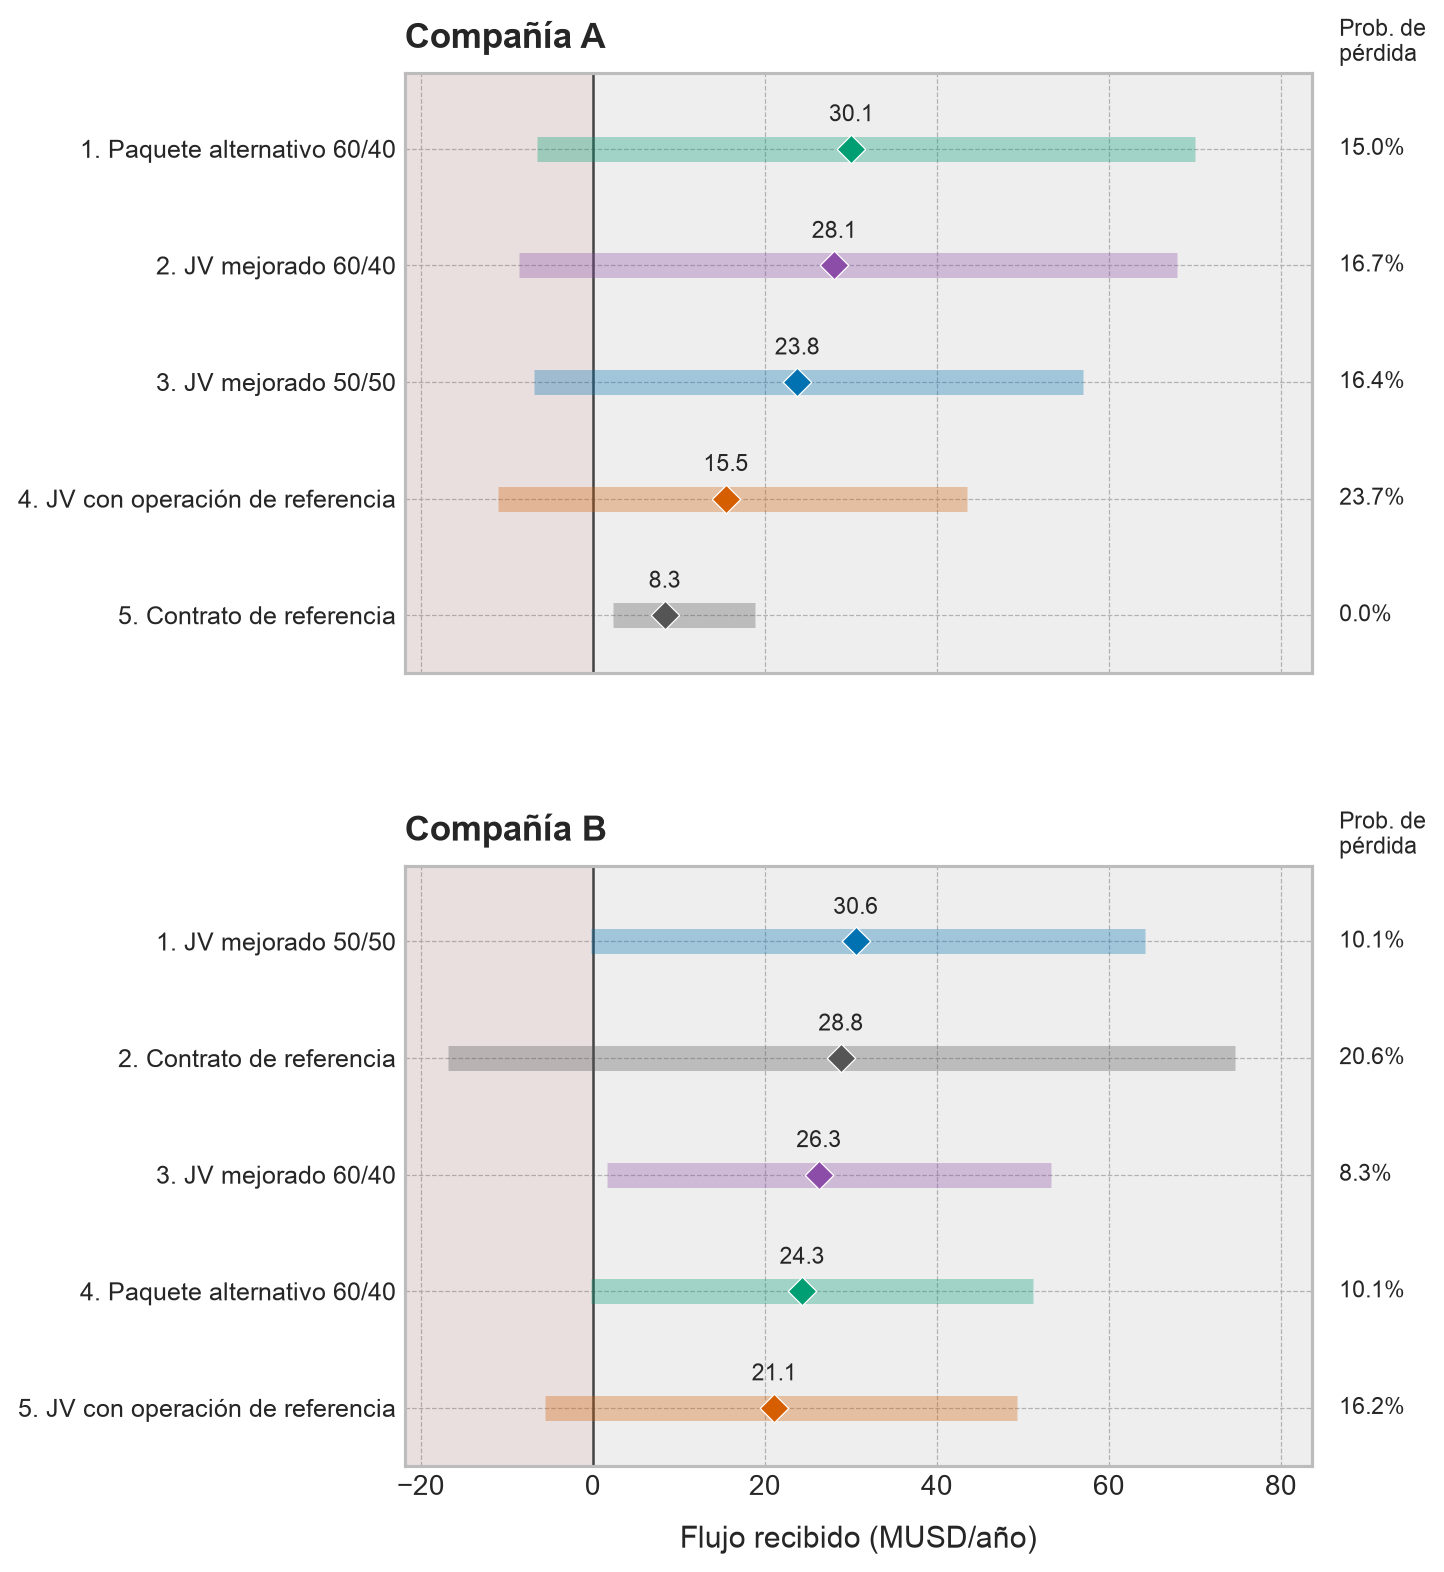 Compañía A
Prob. de
pérdida
1. Paquete alternativo 60/40
30.1
15.0%
2. JV mejorado 60/40
28.1
16.7%
3. JV mejorado 50/50
23.8
16.4%
4. JV con operación de referencia
15.5
23.7%
5. Contrato de referencia
8.3
0.0%
Compañía B
Prob. de
pérdida
1. JV mejorado 50/50
30.6
10.1%
2. Contrato de referencia
28.8
20.6%
3. JV mejorado 60/40
26.3
8.3%
4. Paquete alternativo 60/40
24.3
10.1%
5. JV con operación de referencia
21.1
16.2%
−20 0 20 40 60 80
Flujo recibido (MUSD/año)